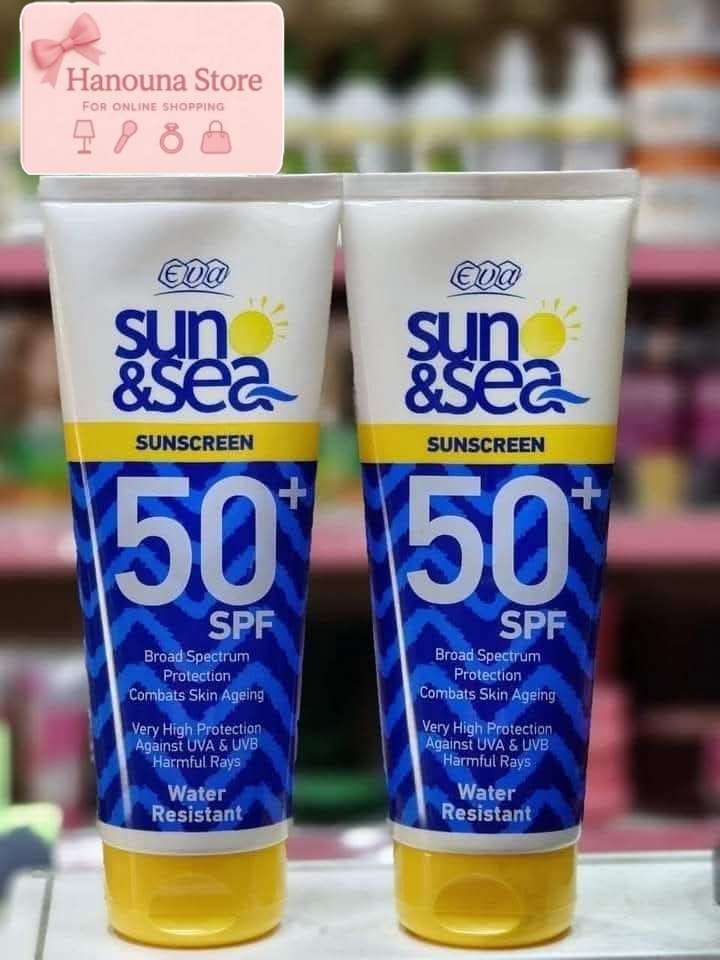 Hanouna Store
FOR ONLINE SHOPPING
eva
sun
&sea
SUNSCREEN
50+
SPF
Broad Spectrum
Protection
Combats Skin Ageing
Very High Protection
Against UVA & UVB
Harmful Rays
Water
Resistant
eva
sun
&sea
SUNSCREEN
50+
SPF
Broad Spectrum
Protection
Combats Skin Ageing
Very High Protection
Against UVA & UVB
Harmful Rays
Water
Resistant